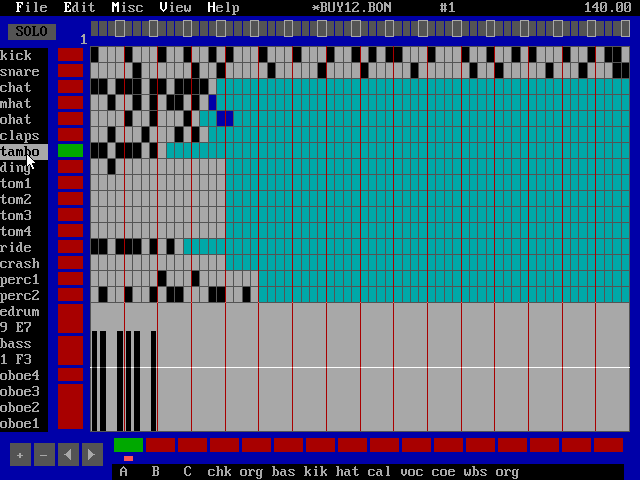 File Edit Misc View Help *BUY12.BON #1 140.00
SOLO
1
kick
snare
chat
mhat
ohat
claps
tambo
ding
tom1
tom2
tom3
tom4
ride
crash
perc1
perc2
edrum
9 E7
bass
1 F3
oboe4
oboe3
oboe2
oboe1
+ -
A B C chk org bas kik hat cal voc coe wbs org